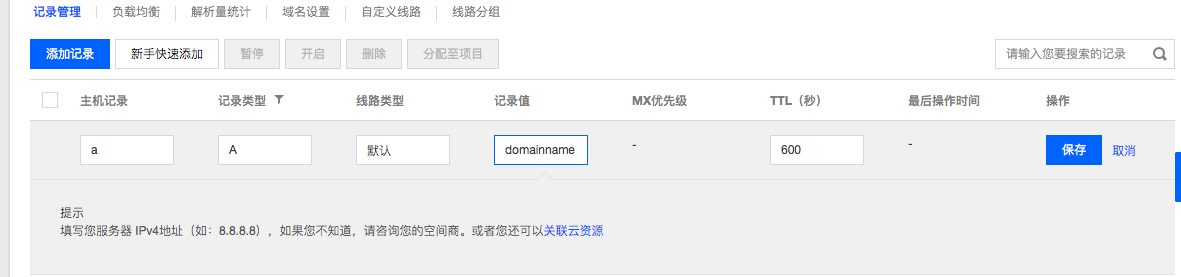 记录管理 负载均衡 解析量统计 域名设置 自定义线路 线路分组
添加记录 新手快速添加 暂停 开启 删除 分配至项目 请输入您要搜索的记录
主机记录 记录类型 线路类型 记录值 MX优先级 TTL（秒） 最后操作时间 操作
a A 默认 domainname - 600 - 保存 取消
提示
填写您服务器 IPv4地址（如：8.8.8.8），如果您不知道，请咨询您的空间商。或者您还可以关联云资源